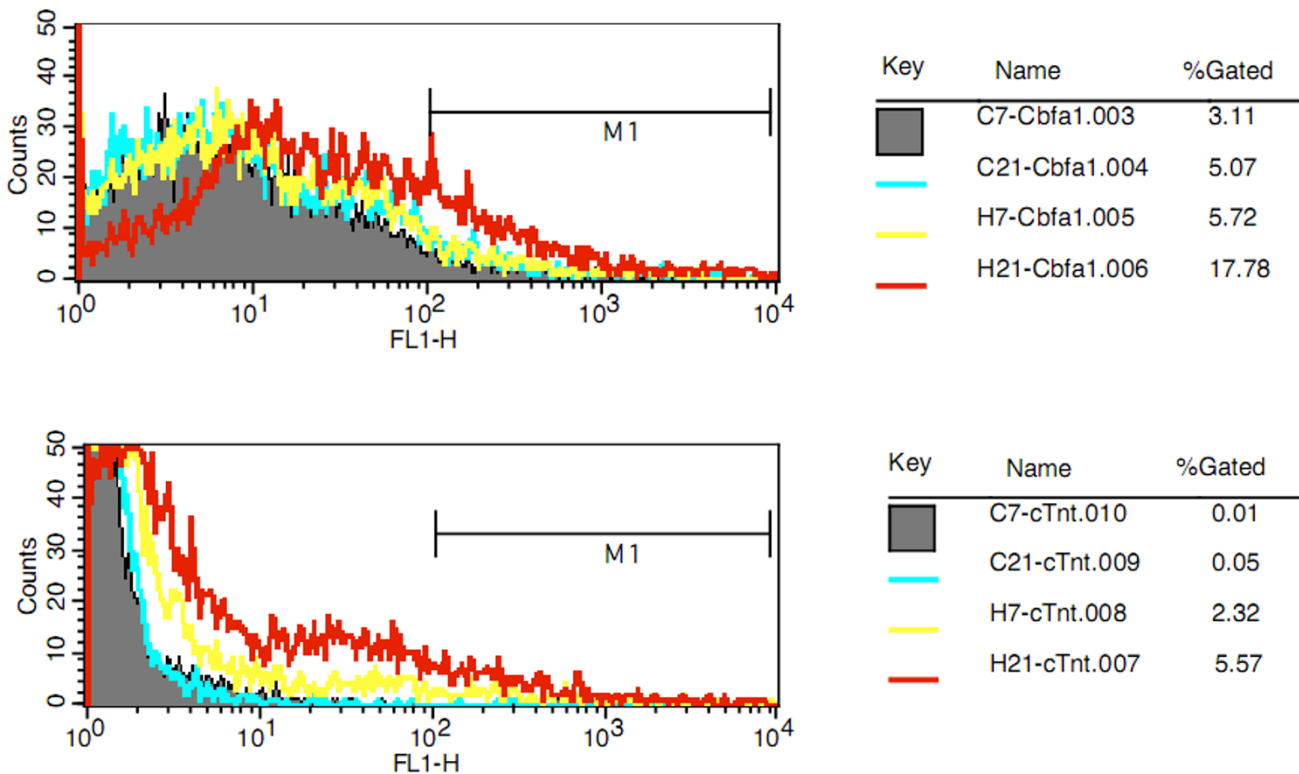 50
40
30
20
10
0
Counts
M1
10^0 10^1 10^2 10^3 10^4
FL1-H
Key Name %Gated
C7-Cbfa1.003 3.11
C21-Cbfa1.004 5.07
H7-Cbfa1.005 5.72
H21-Cbfa1.006 17.78
50
40
30
20
10
0
Counts
M1
10^0 10^1 10^2 10^3 10^4
FL1-H
Key Name %Gated
C7-cTnt.010 0.01
C21-cTnt.009 0.05
H7-cTnt.008 2.32
H21-cTnt.007 5.57